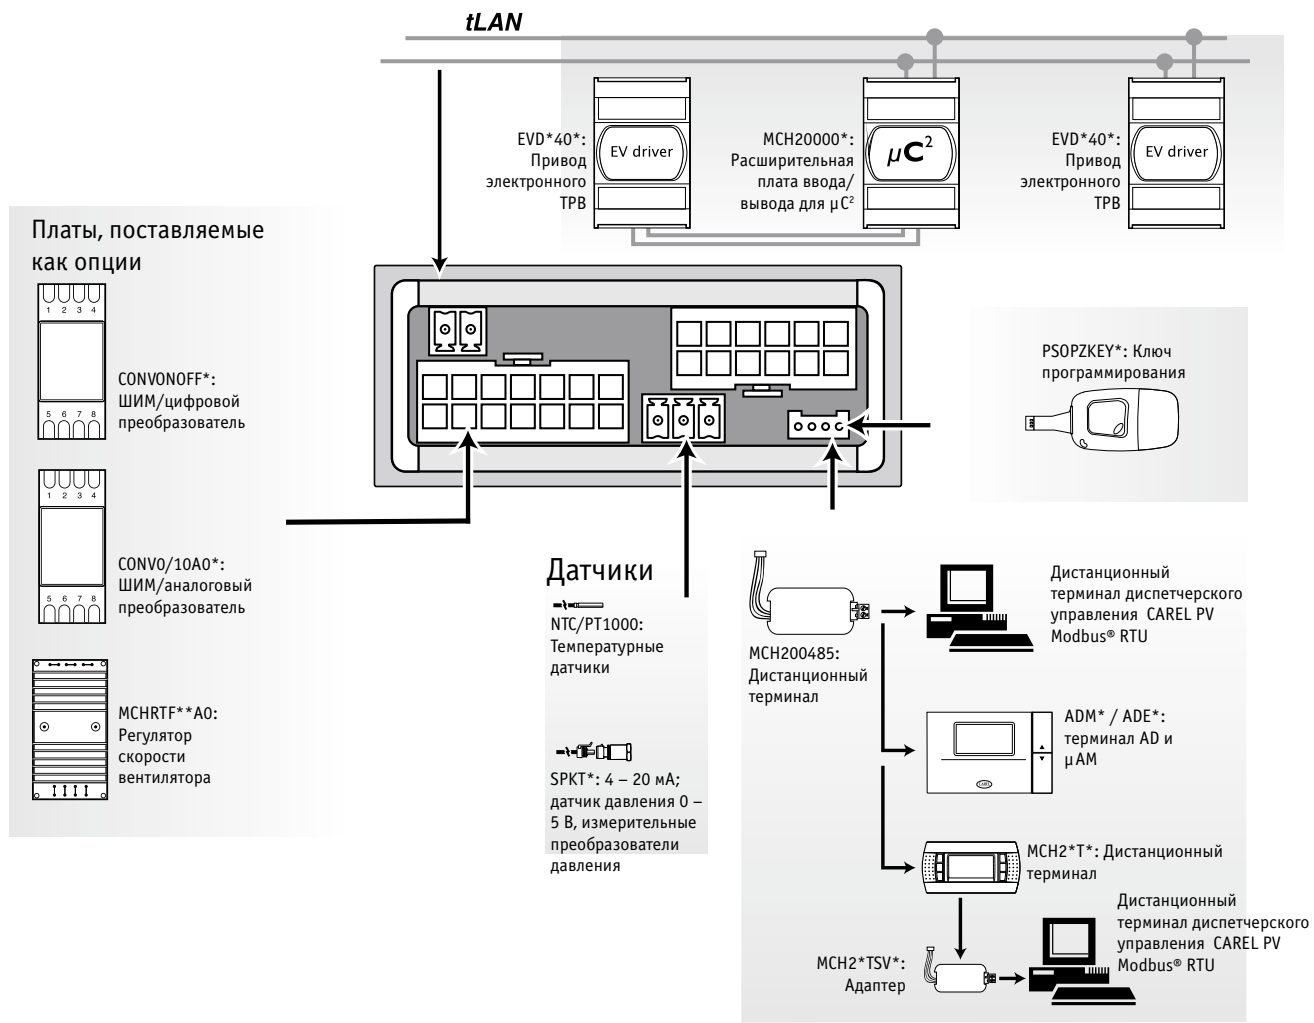 tLAN
EVD*40*:
Привод
электронного
ТРВ
EV driver
MCH20000*:
Расширительная
плата ввода/
вывода для µC²
µC²
EVD*40*:
Привод
электронного
ТРВ
EV driver
Платы, поставляемые
как опции
1 2 3 4
5 6 7 8
CONVONOFF*:
ШИМ/цифровой
преобразователь
1 2 3 4
5 6 7 8
CONV0/10A0*:
ШИМ/аналоговый
преобразователь
MCHRTF**A0:
Регулятор
скорости
вентилятора
PSOPZKEY*: Ключ
программирования
Датчики
NTC/PT1000:
Температурные
датчики
SPKT*: 4 – 20 мА;
датчик давления 0 –
5 В, измерительные
преобразователи
давления
MCH200485:
Дистанционный
терминал
Дистанционный
терминал диспетчерского
управления CAREL PV
Modbus® RTU
CAREL
ADM* / ADE*:
терминал AD и
µAM
MCH2*T*: Дистанционный
терминал
MCH2*TSV*:
Адаптер
Дистанционный
терминал диспетчерского
управления CAREL PV
Modbus® RTU